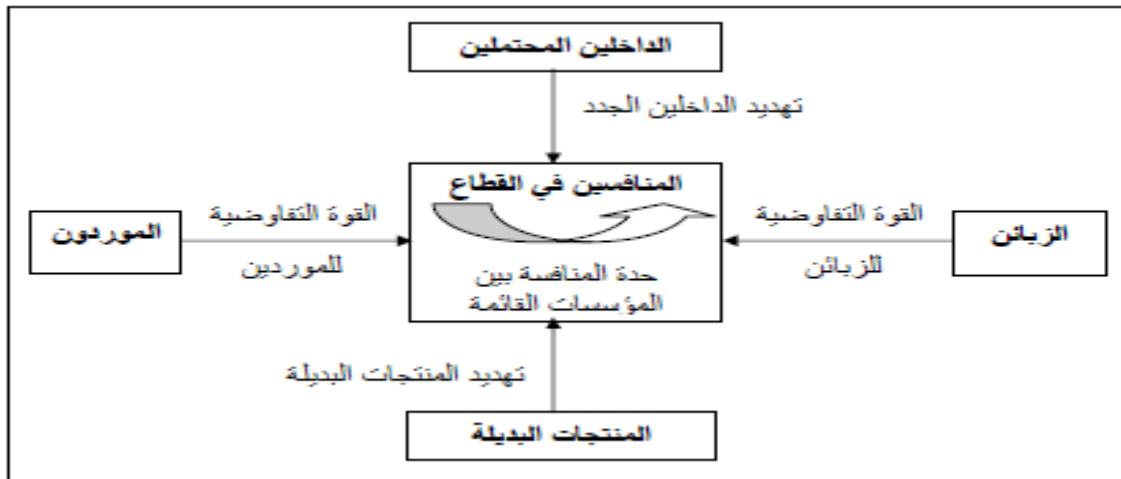 الداخلين المحتملين
تهديد الداخلين الجدد
المنافسين في القطاع
الزبائن
القوة التفاوضية
للزبائن
القوة التفاوضية
للموردين
الموردون
حدة المنافسة بين
المؤسسات القائمة
تهديد المنتجات البديلة
المنتجات البديلة